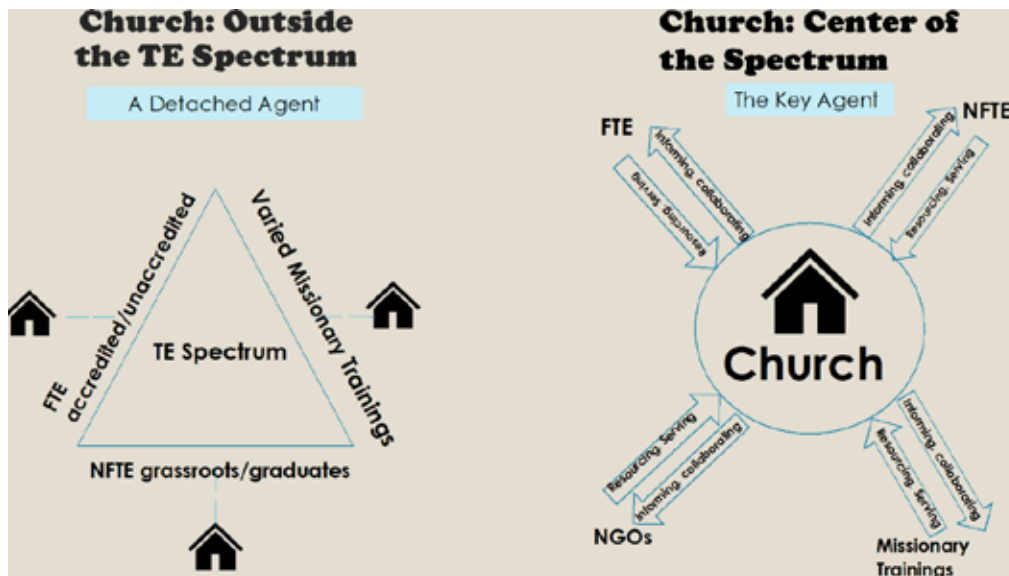 Church: Outside
the TE Spectrum
A Detached Agent
FTE
accredited/unaccredited
Varied Missionary Trainings
TE Spectrum
NFTE grassroots/graduates
Church: Center of
the Spectrum
The Key Agent
FTE
Informing, collaborating
Resourcing, Serving
NFTE
Informing, collaborating
Resourcing, Serving
Church
Resourcing, Serving
Informing, collaborating
NGOs
Informing, collaborating
Resourcing, Serving
Missionary
Trainings